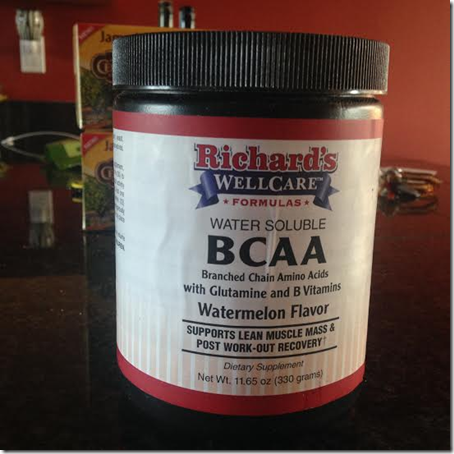 Jam
Richard's
WELLCARE
★ FORMULAS ★
WATER SOLUBLE
BCAA
Branched Chain Amino Acids
with Glutamine and B Vitamins
Watermelon Flavor
SUPPORTS LEAN MUSCLE MASS &
POST WORK-OUT RECOVERY†
Dietary Supplement
Net Wt. 11.65 oz (330 grams)